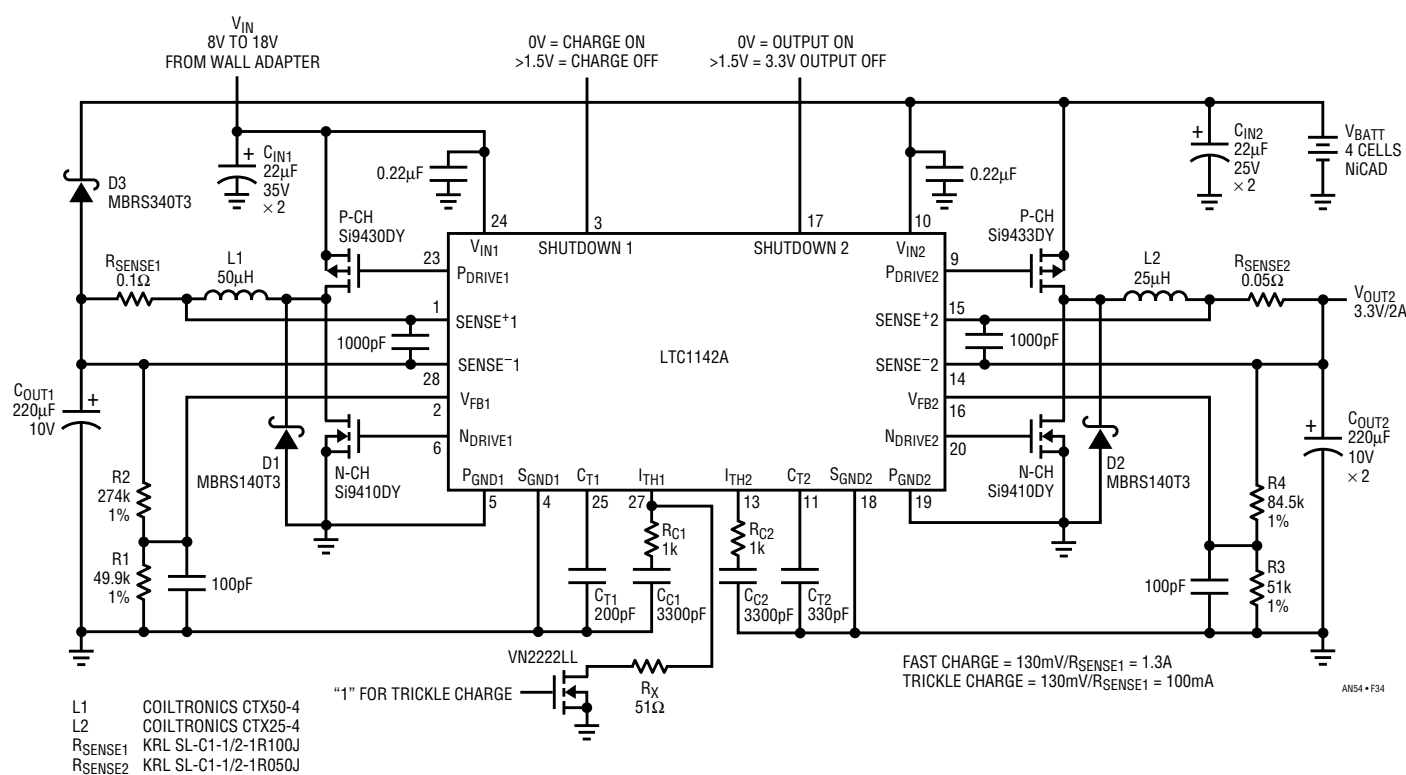 V_IN
8V TO 18V
FROM WALL ADAPTER
0V = CHARGE ON
>1.5V = CHARGE OFF
0V = OUTPUT ON
>1.5V = 3.3V OUTPUT OFF
D3
MBRS340T3
+
C_IN1
22µF
35V
× 2
0.22µF
P-CH
Si9430DY
24
3
17
10
0.22µF
P-CH
Si9433DY
+
C_IN2
22µF
25V
× 2
V_BATT
4 CELLS
NiCAD
V_IN1
SHUTDOWN 1
SHUTDOWN 2
V_IN2
R_SENSE1
0.1Ω
L1
50µH
23
P_DRIVE1
P_DRIVE2
9
L2
25µH
R_SENSE2
0.05Ω
V_OUT2
3.3V/2A
1
SENSE⁺1
SENSE⁺2
15
1000pF
LTC1142A
1000pF
SENSE⁻1
28
SENSE⁻2
14
C_OUT1
220µF
10V
+
V_FB1
2
V_FB2
16
N_DRIVE1
6
N_DRIVE2
20
+
C_OUT2
220µF
10V
× 2
D1
MBRS140T3
N-CH
Si9410DY
N-CH
Si9410DY
D2
MBRS140T3
P_GND1
S_GND1
C_T1
I_TH1
I_TH2
C_T2
S_GND2
P_GND2
5
4
25
27
13
11
18
19
R2
274k
1%
R4
84.5k
1%
R_C1
1k
R_C2
1k
R1
49.9k
1%
100pF
C_T1
200pF
C_C1
3300pF
C_C2
3300pF
C_T2
330pF
100pF
R3
51k
1%
VN2222LL
"1" FOR TRICKLE CHARGE
R_X
51Ω
FAST CHARGE = 130mV/R_SENSE1 = 1.3A
TRICKLE CHARGE = 130mV/R_SENSE1 = 100mA
AN54 • F34
L1 COILTRONICS CTX50-4
L2 COILTRONICS CTX25-4
R_SENSE1 KRL SL-C1-1/2-1R100J
R_SENSE2 KRL SL-C1-1/2-1R050J